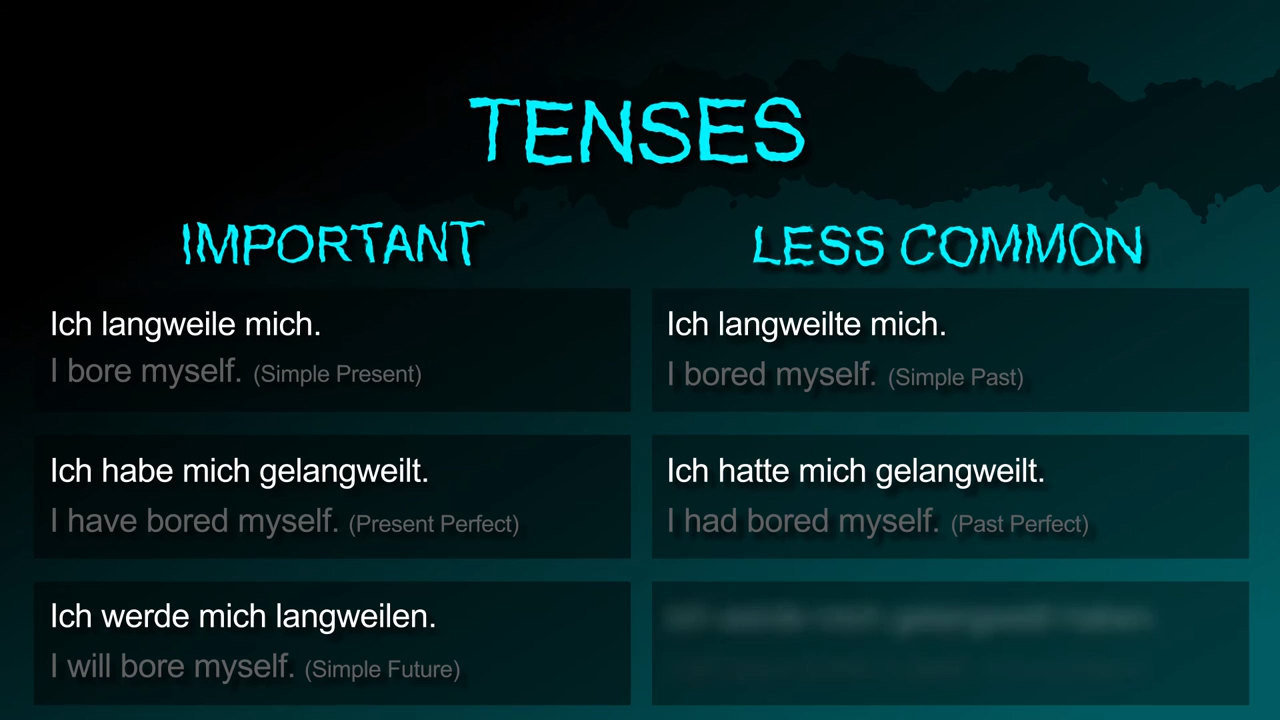 TENSES
IMPORTANT
Ich langweile mich.
I bore myself. (Simple Present)
Ich habe mich gelangweilt.
I have bored myself. (Present Perfect)
Ich werde mich langweilen.
I will bore myself. (Simple Future)
LESS COMMON
Ich langweilte mich.
I bored myself. (Simple Past)
Ich hatte mich gelangweilt.
I had bored myself. (Past Perfect)